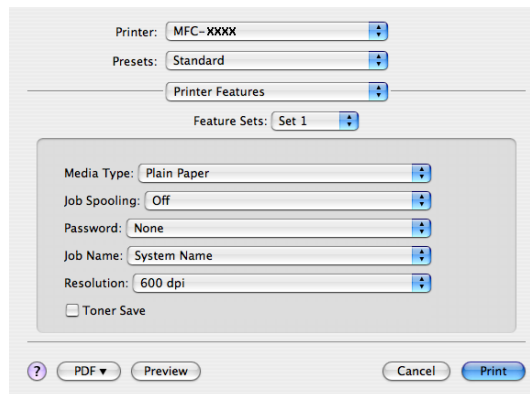 Printer: MFC-XXXX
Presets: Standard
Printer Features
Feature Sets: Set 1
Media Type: Plain Paper
Job Spooling: Off
Password: None
Job Name: System Name
Resolution: 600 dpi
Toner Save
? PDF▼ Preview Cancel Print